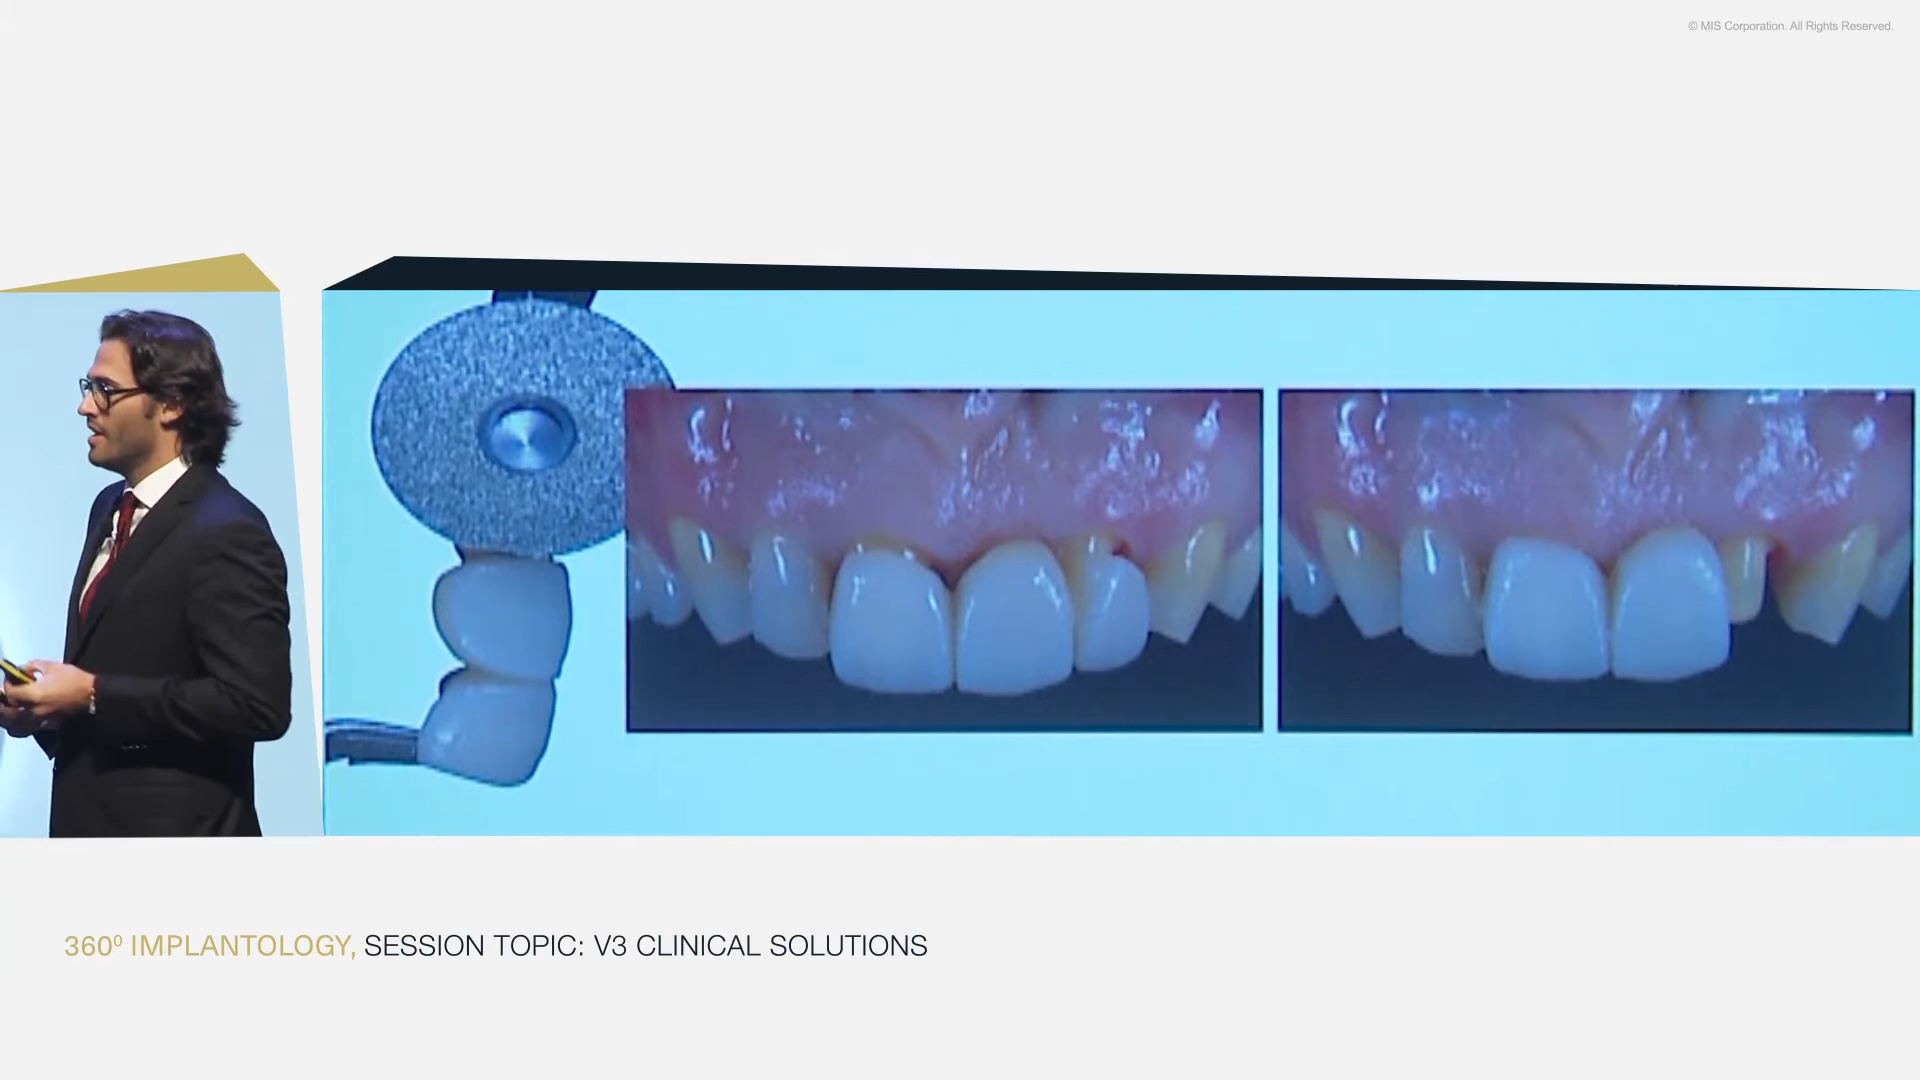 © MIS Corporation. All Rights Reserved.
360⁰ IMPLANTOLOGY, SESSION TOPIC: V3 CLINICAL SOLUTIONS